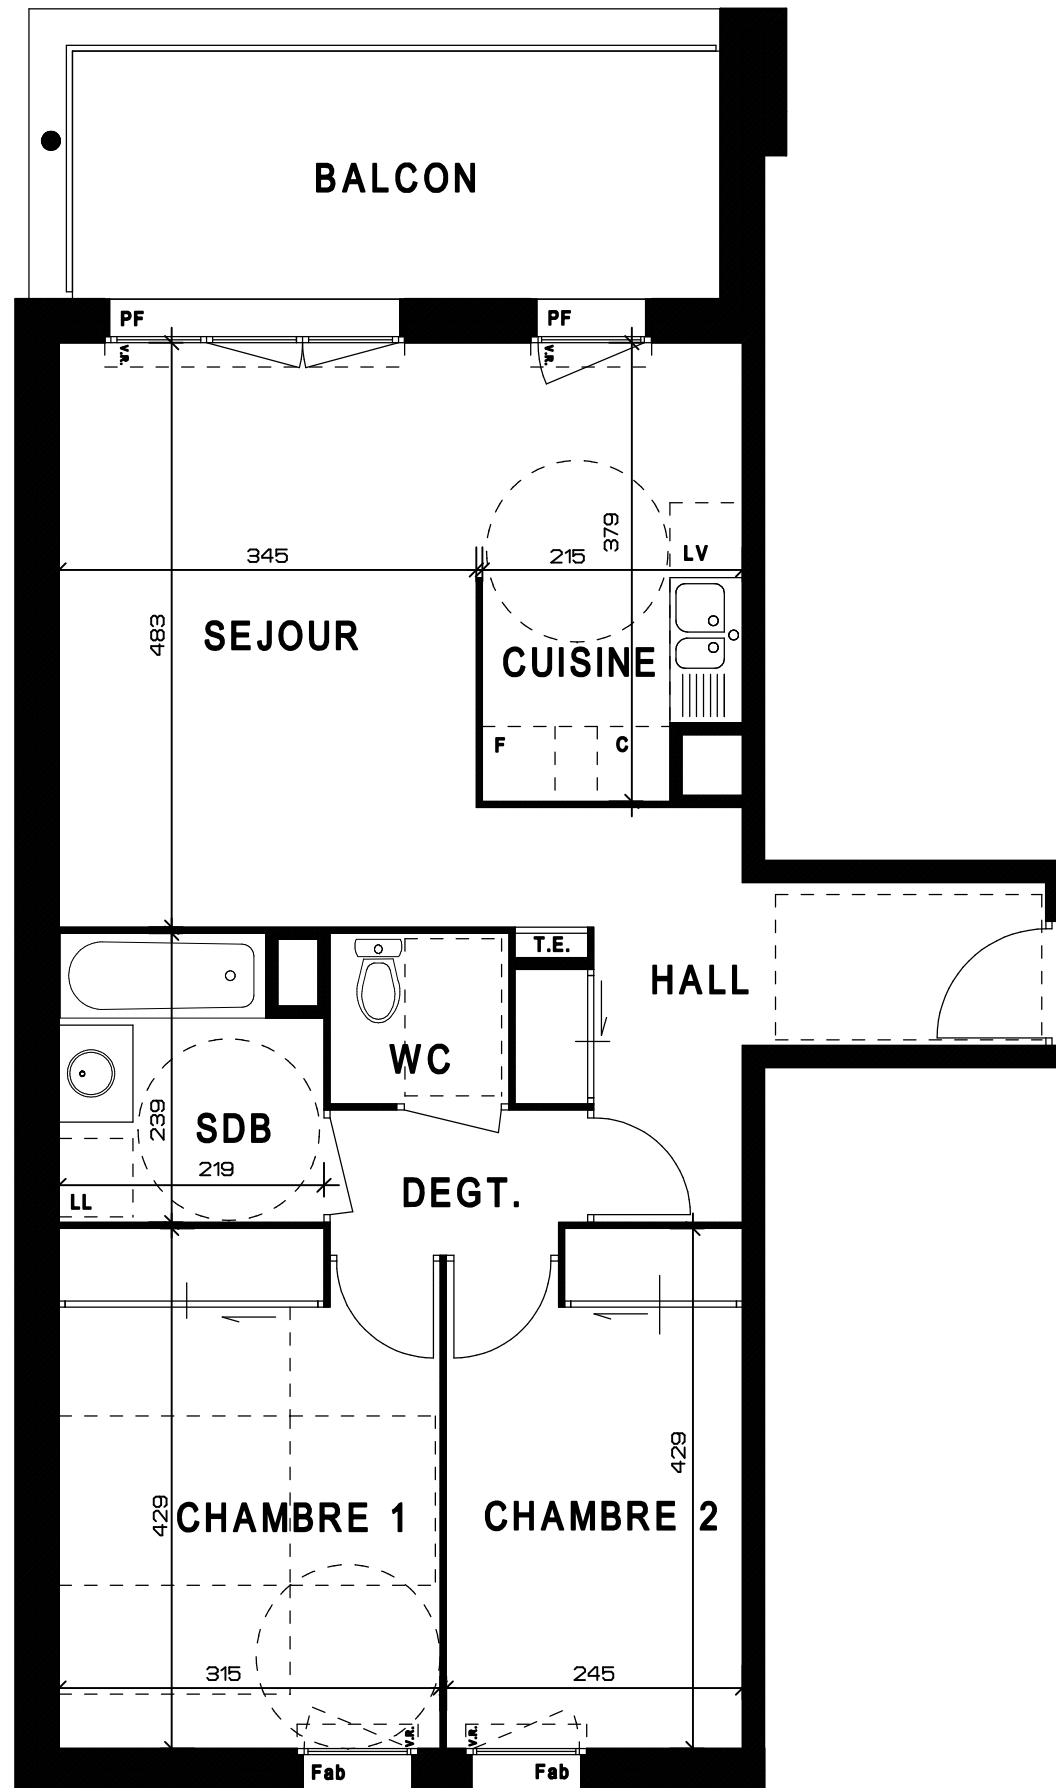 BALCON
PF
PF
V.R.
V.R.
345
215
379
LV
483
SEJOUR
CUISINE
F
C
T.E.
HALL
WC
239
SDB
219
LL
DEGT.
429
429
CHAMBRE 1
CHAMBRE 2
315
245
V.R.
V.R.
Fab
Fab